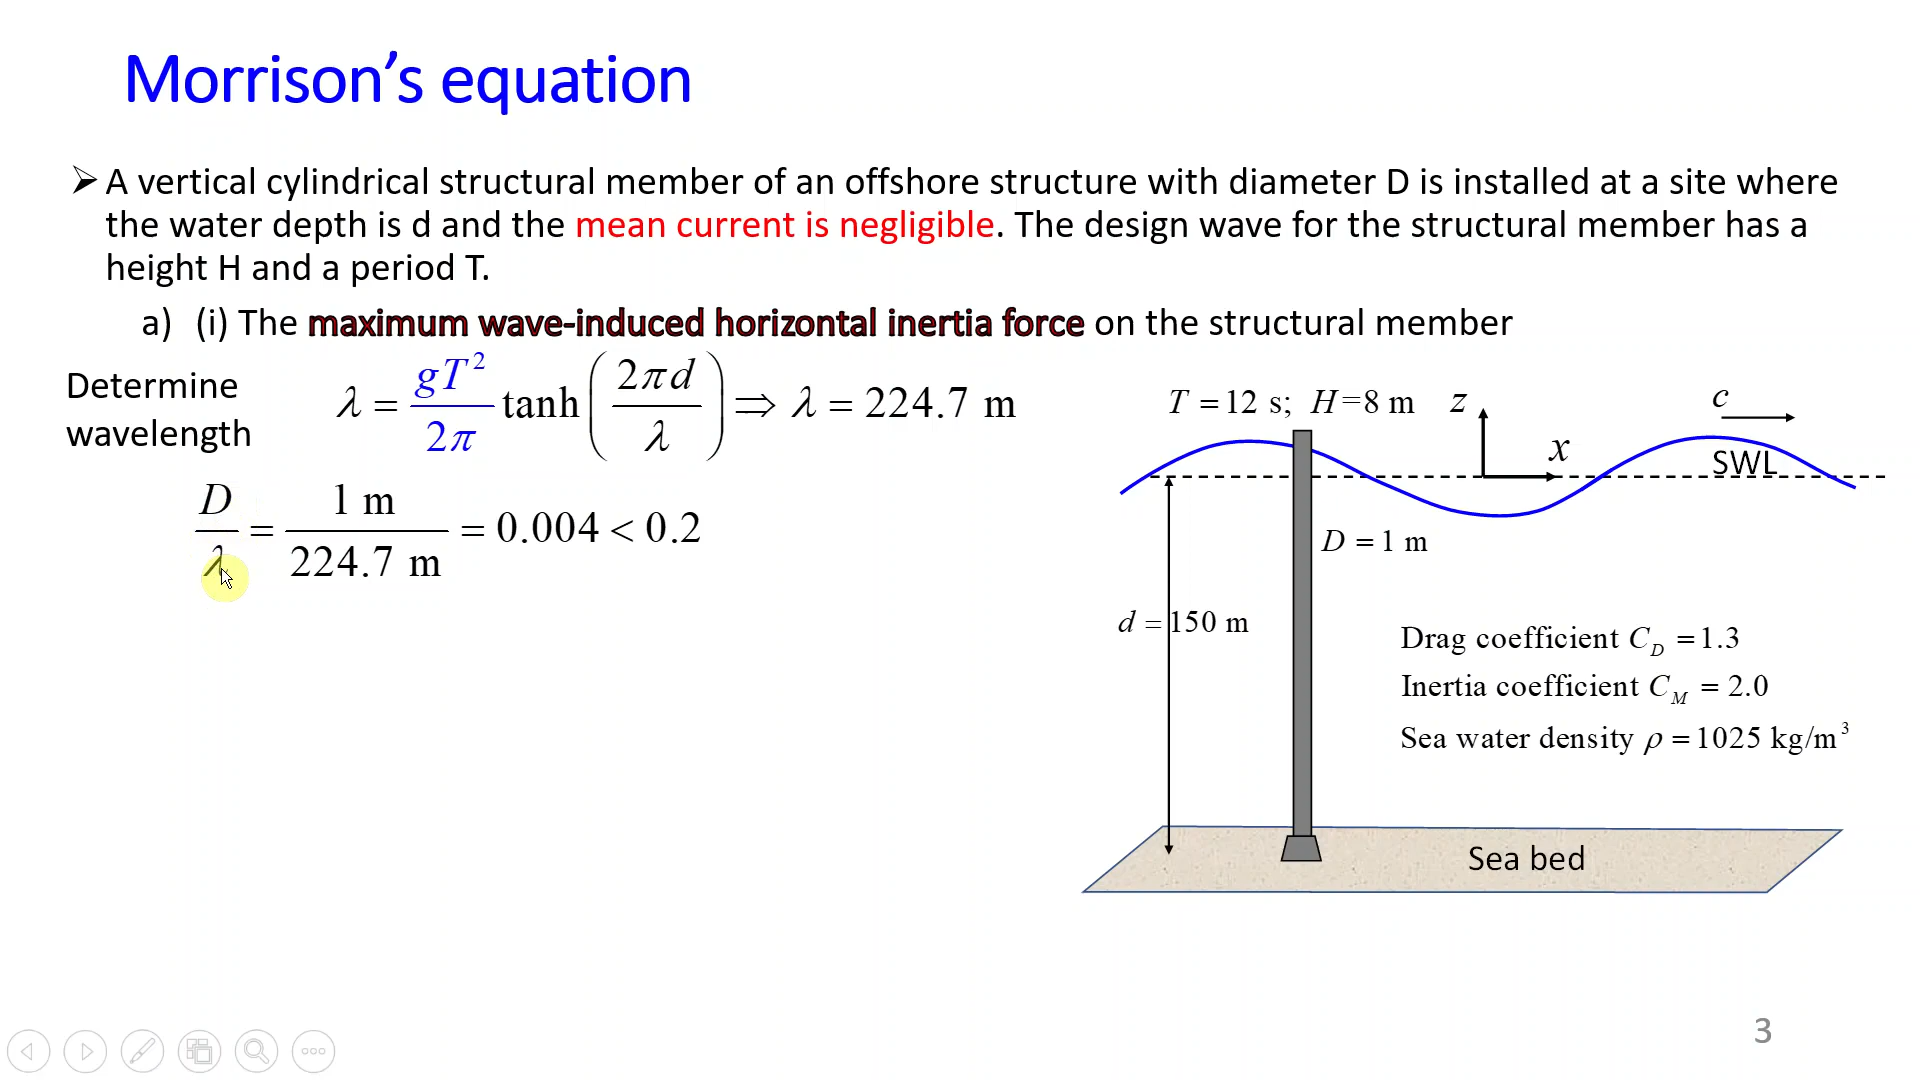 Morrison’s equation
➢ A vertical cylindrical structural member of an offshore structure with diameter D is installed at a site where
the water depth is d and the mean current is negligible. The design wave for the structural member has a
height H and a period T.
a) (i) The maximum wave-induced horizontal inertia force on the structural member
Determine
wavelength
λ = gT²/2π tanh(2πd/λ) ⇒ λ = 224.7 m
D/λ = 1 m/224.7 m = 0.004 < 0.2
T = 12 s; H=8 m
z
x
c
SWL
D = 1 m
d = 150 m
Drag coefficient C_D = 1.3
Inertia coefficient C_M = 2.0
Sea water density ρ = 1025 kg/m³
Sea bed
3